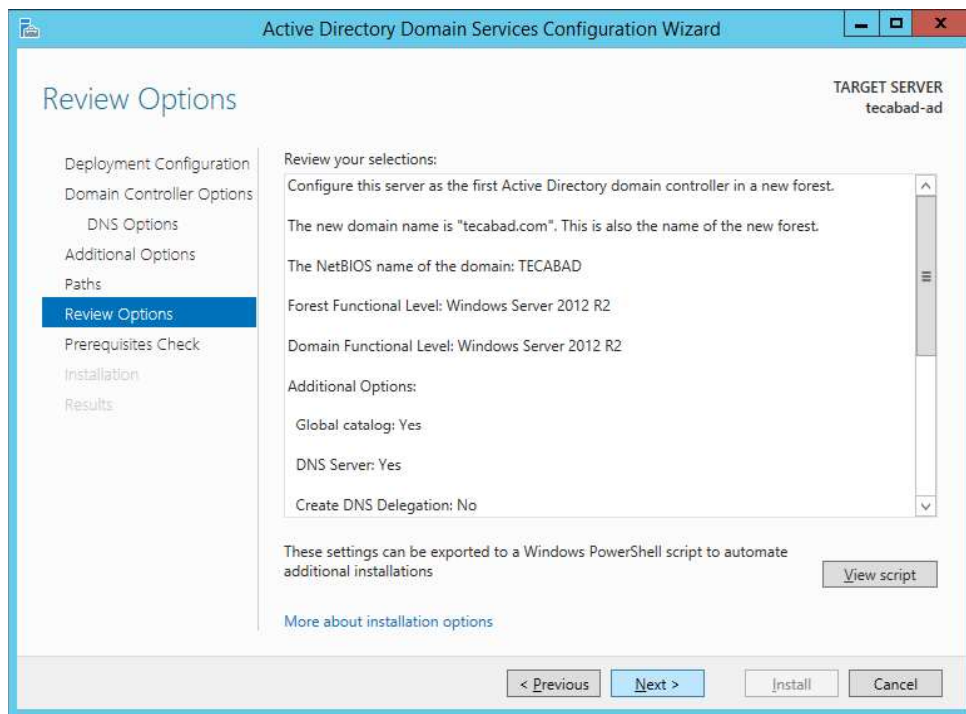 Active Directory Domain Services Configuration Wizard
Review Options
TARGET SERVER
tecabad-ad
Deployment Configuration
Domain Controller Options
DNS Options
Additional Options
Paths
Review Options
Prerequisites Check
Installation
Results
Review your selections:
Configure this server as the first Active Directory domain controller in a new forest.
The new domain name is "tecabad.com". This is also the name of the new forest.
The NetBIOS name of the domain: TECABAD
Forest Functional Level: Windows Server 2012 R2
Domain Functional Level: Windows Server 2012 R2
Additional Options:
Global catalog: Yes
DNS Server: Yes
Create DNS Delegation: No
These settings can be exported to a Windows PowerShell script to automate
additional installations
View script
More about installation options
< Previous
Next >
Install
Cancel